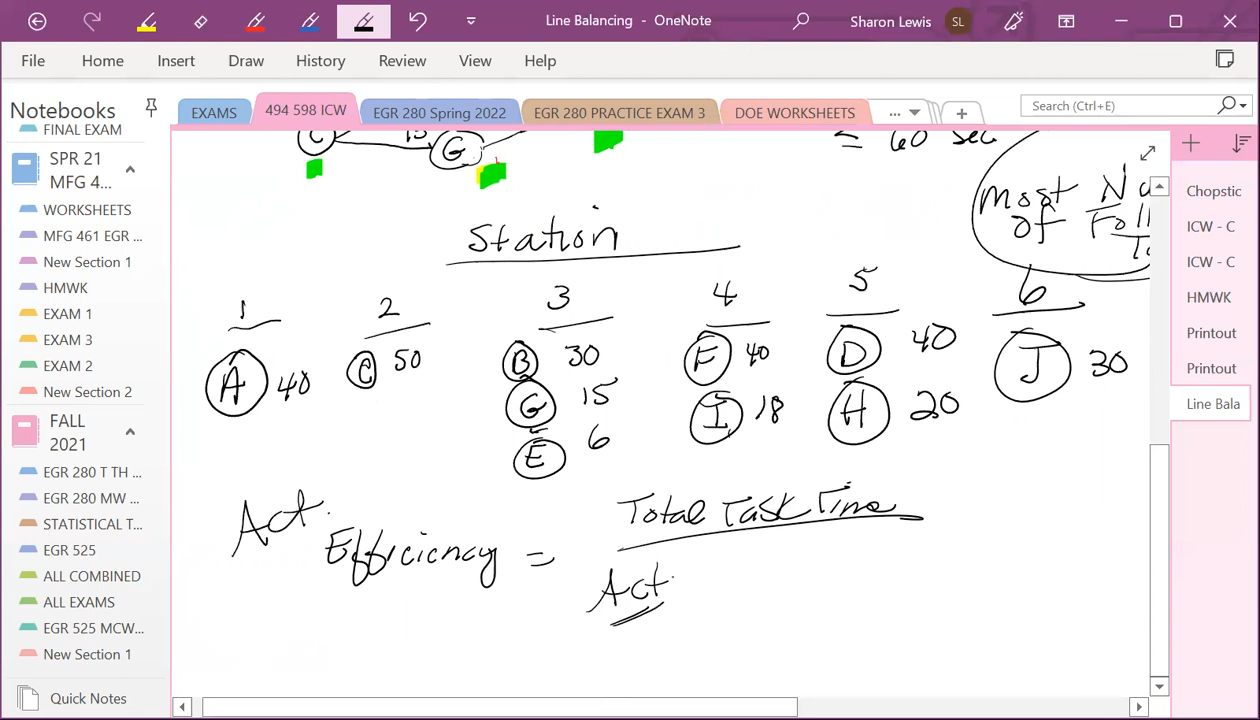 Line Balancing - OneNote
Sharon Lewis
SL
File
Home
Insert
Draw
History
Review
View
Help
Notebooks
EXAMS
494 598 ICW
EGR 280 Spring 2022
EGR 280 PRACTICE EXAM 3
DOE WORKSHEETS
...
Search (Ctrl+E)
FINAL EXAM
SPR 21
MFG 4...
WORKSHEETS
MFG 461 EGR ...
New Section 1
HMWK
EXAM 1
EXAM 3
EXAM 2
New Section 2
FALL
2021
EGR 280 T TH ...
EGR 280 MW ...
STATISTICAL T...
EGR 525
ALL COMBINED
ALL EXAMS
EGR 525 MCW...
New Section 1
Quick Notes
C 15 G
= 60 sec
Most
of Foll
Station
1 2 3 4 5 6
A 40
C 50
B 30
G 15
E 6
F 40
I 18
D 40
H 20
J 30
Act. Efficiency = Total Task Time
Act.
Chopstic
ICW - C
ICW - C
HMWK
Printout
Printout
Line Bala